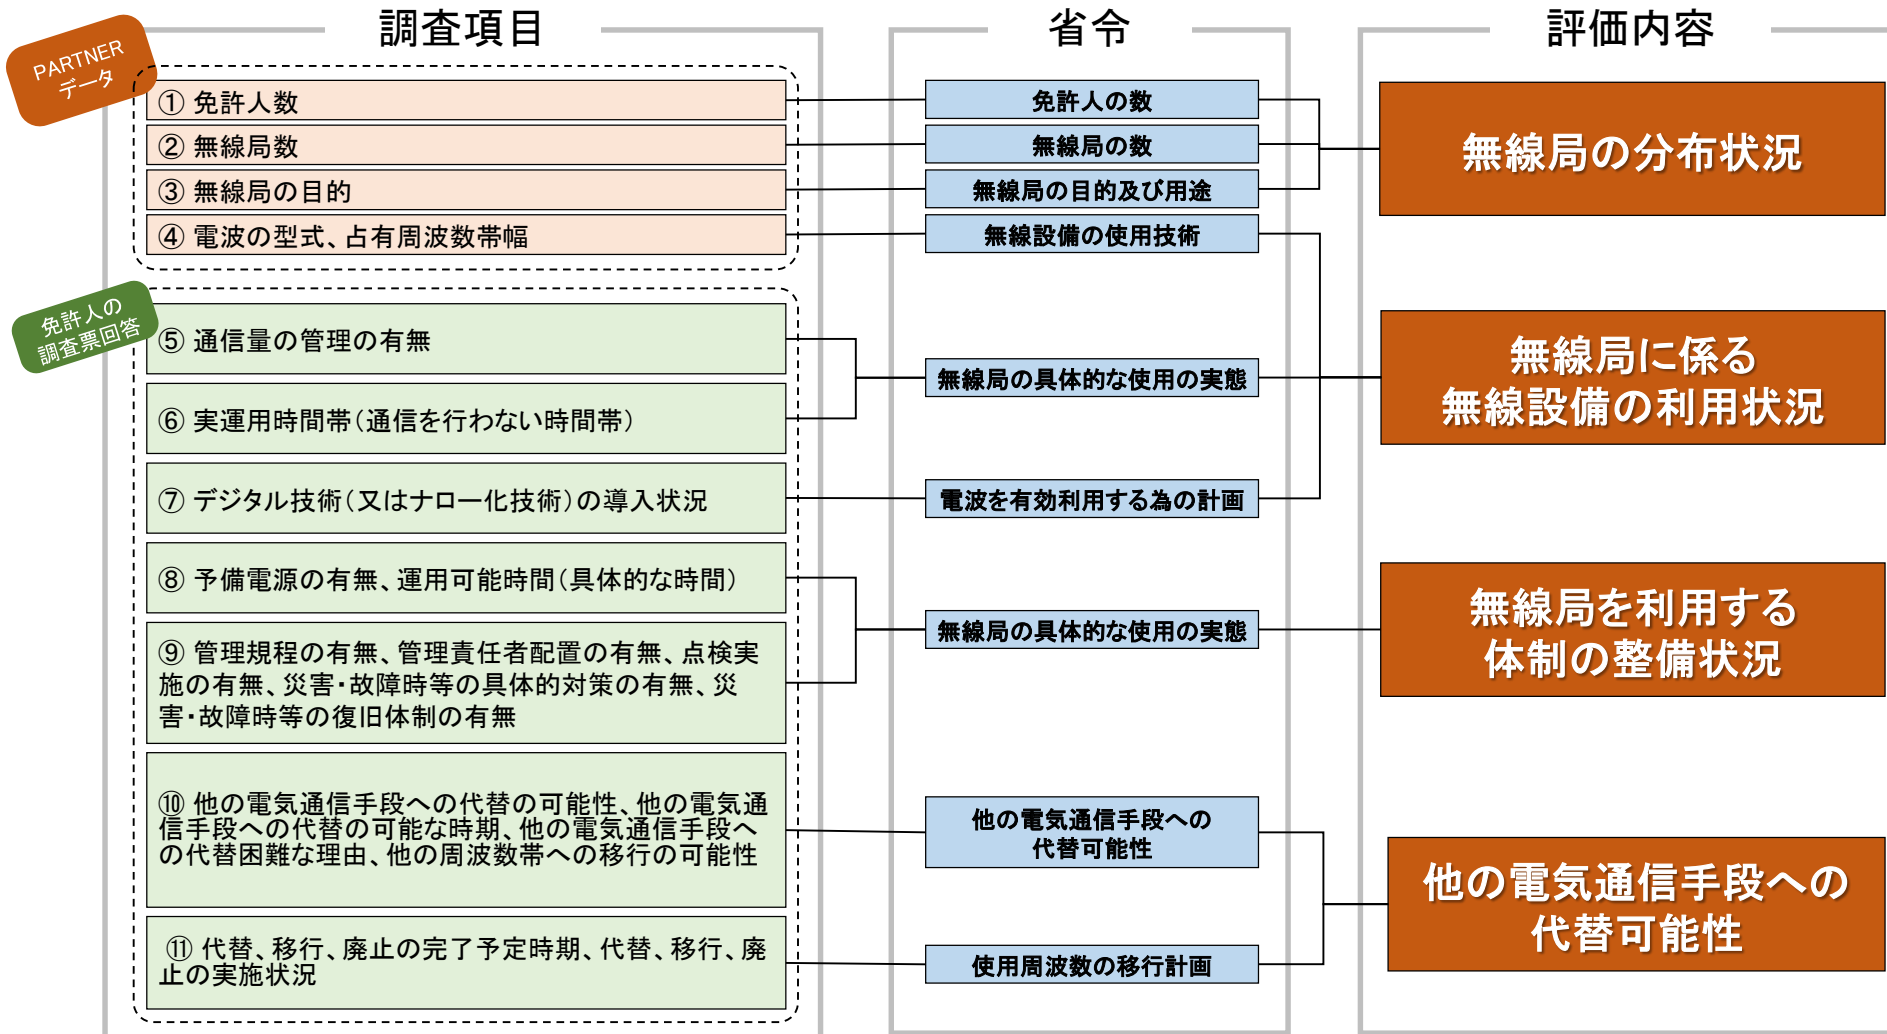 調査項目
省令
評価内容
PARTNER
データ
① 免許人数
② 無線局数
③ 無線局の目的
④ 電波の型式、占有周波数帯幅
免許人の
調査票回答
⑤ 通信量の管理の有無
⑥ 実運用時間帯(通信を行わない時間帯)
⑦ デジタル技術(又はナロー化技術)の導入状況
⑧ 予備電源の有無、運用可能時間(具体的な時間)
⑨ 管理規程の有無、管理責任者配置の有無、点検実
施の有無、災害・故障時等の具体的対策の有無、災
害・故障時等の復旧体制の有無
⑩ 他の電気通信手段への代替の可能性、他の電気通
信手段への代替の可能な時期、他の電気通信手段へ
の代替困難な理由、他の周波数帯への移行の可能性
⑪ 代替、移行、廃止の完了予定時期、代替、移行、廃
止の実施状況
免許人の数
無線局の数
無線局の目的及び用途
無線設備の使用技術
無線局の具体的な使用の実態
電波を有効利用する為の計画
無線局の具体的な使用の実態
他の電気通信手段への
代替可能性
使用周波数の移行計画
無線局の分布状況
無線局に係る
無線設備の利用状況
無線局を利用する
体制の整備状況
他の電気通信手段への
代替可能性